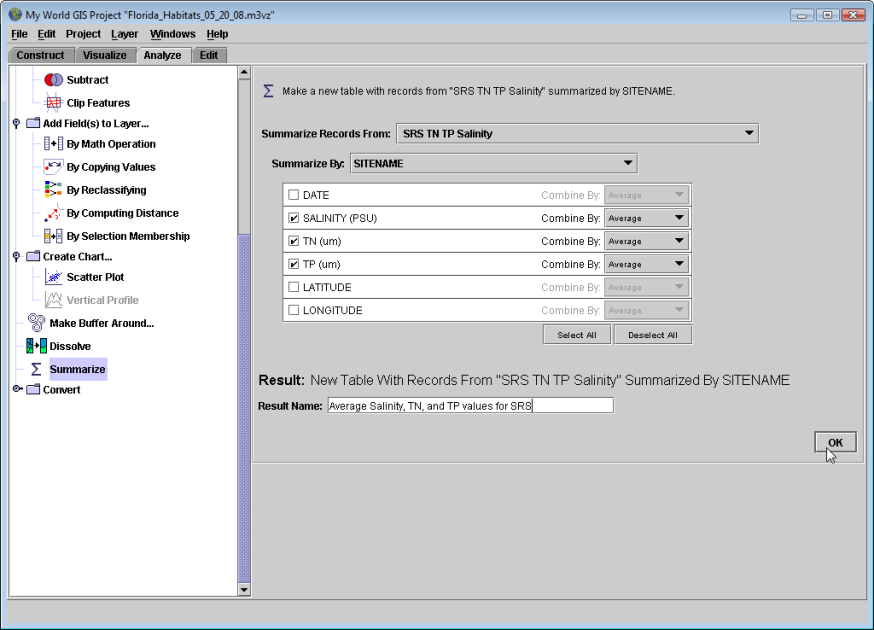 My World GIS Project "Florida_Habitats_05_20_08.m3vz"
File Edit Project Layer Windows Help
Construct Visualize Analyze Edit
Subtract
Clip Features
Add Field(s) to Layer...
By Math Operation
By Copying Values
By Reclassifying
By Computing Distance
By Selection Membership
Create Chart...
Scatter Plot
Vertical Profile
Make Buffer Around...
Dissolve
Σ Summarize
Convert
Σ Make a new table with records from "SRS TN TP Salinity" summarized by SITENAME.
Summarize Records From: SRS TN TP Salinity
Summarize By: SITENAME
DATE Combine By: Average
SALINITY (PSU) Combine By: Average
TN (um) Combine By: Average
TP (um) Combine By: Average
LATITUDE Combine By: Average
LONGITUDE Combine By: Average
Select All Deselect All
Result: New Table With Records From "SRS TN TP Salinity" Summarized By SITENAME
Result Name: Average Salinity, TN, and TP values for SRS
OK